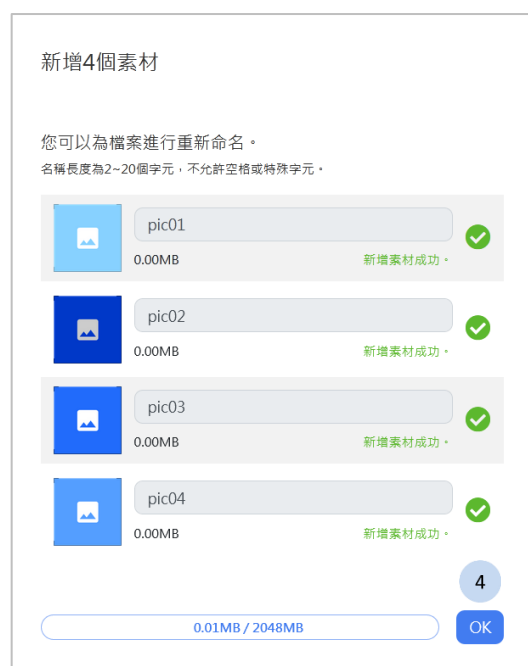 新增4個素材
您可以為檔案進行重新命名。
名稱長度為2~20個字元，不允許空格或特殊字元。
pic01
0.00MB 新增素材成功。
pic02
0.00MB 新增素材成功。
pic03
0.00MB 新增素材成功。
pic04
0.00MB 新增素材成功。
4
0.01MB / 2048MB OK